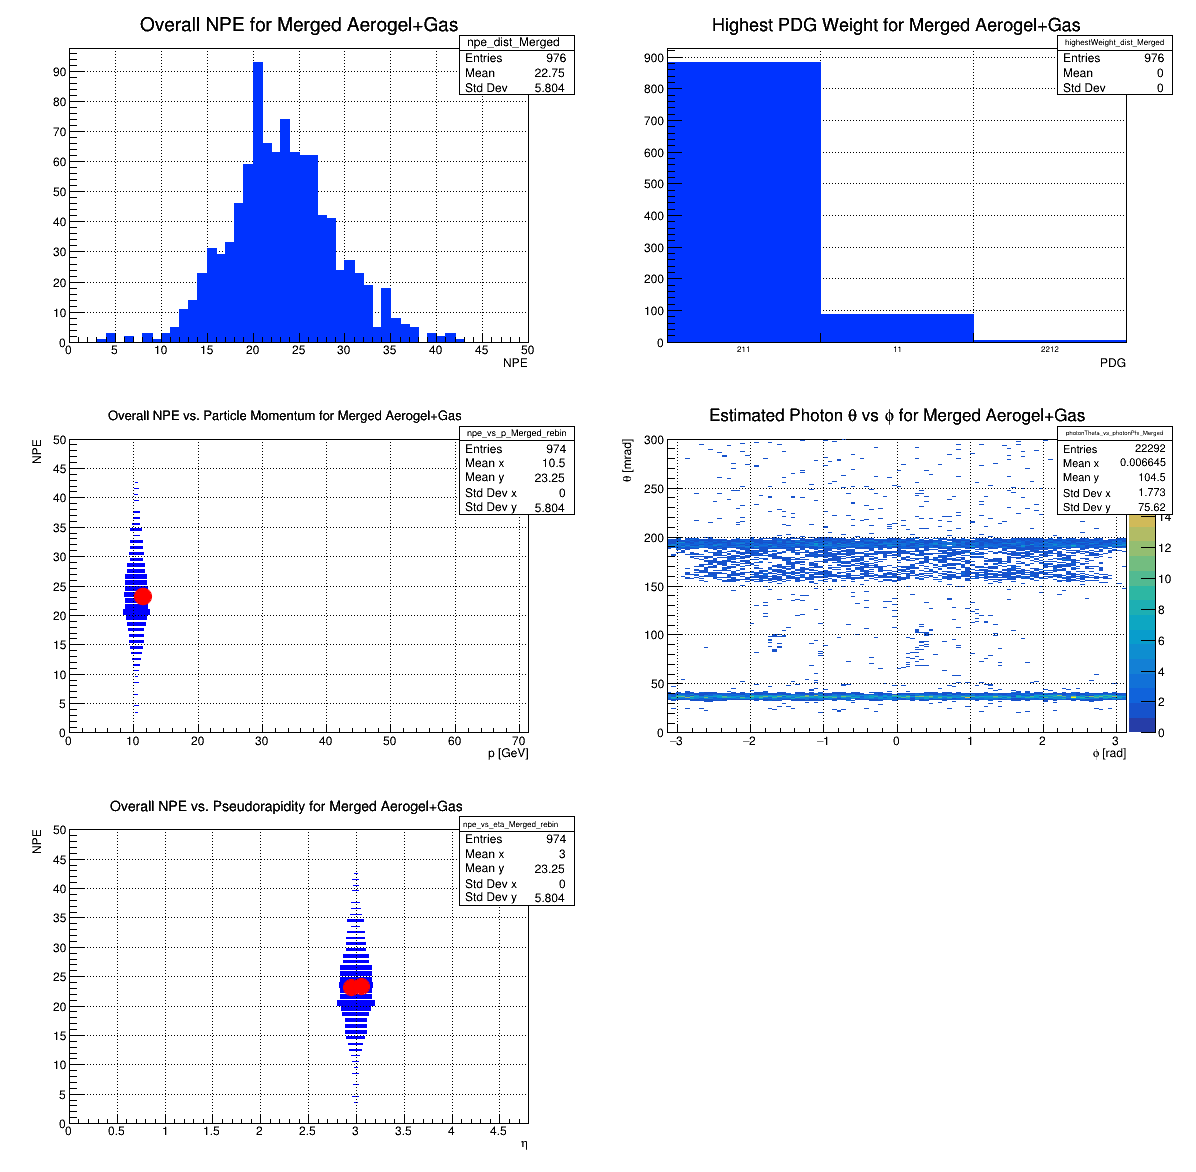 Overall NPE for Merged Aerogel+Gas
npe_dist_Merged
Entries 976
Mean 22.75
Std Dev 5.804
90
80
70
60
50
40
30
20
10
0
0 5 10 15 20 25 30 35 40 45 50
NPE
Highest PDG Weight for Merged Aerogel+Gas
highestWeight_dist_Merged
Entries 976
Mean 0
Std Dev 0
900
800
700
600
500
400
300
200
100
0
211 11 2212
PDG
Overall NPE vs. Particle Momentum for Merged Aerogel+Gas
npe_vs_p_Merged_rebin
Entries 974
Mean x 10.5
Mean y 23.25
Std Dev x 0
Std Dev y 5.804
NPE
50
45
40
35
30
25
20
15
10
5
0
0 10 20 30 40 50 60 70
p [GeV]
Estimated Photon θ vs ϕ for Merged Aerogel+Gas
photonTheta_vs_photonPhi_Merged
Entries 22292
Mean x 0.006645
Mean y 104.5
Std Dev x 1.773
Std Dev y 75.62
θ [mrad]
300
250
200
150
100
50
0
−3 −2 −1 0 1 2 3
ϕ [rad]
14
12
10
8
6
4
2
0
Overall NPE vs. Pseudorapidity for Merged Aerogel+Gas
npe_vs_eta_Merged_rebin
Entries 974
Mean x 3
Mean y 23.25
Std Dev x 0
Std Dev y 5.804
NPE
50
45
40
35
30
25
20
15
10
5
0
0 0.5 1 1.5 2 2.5 3 3.5 4 4.5
η